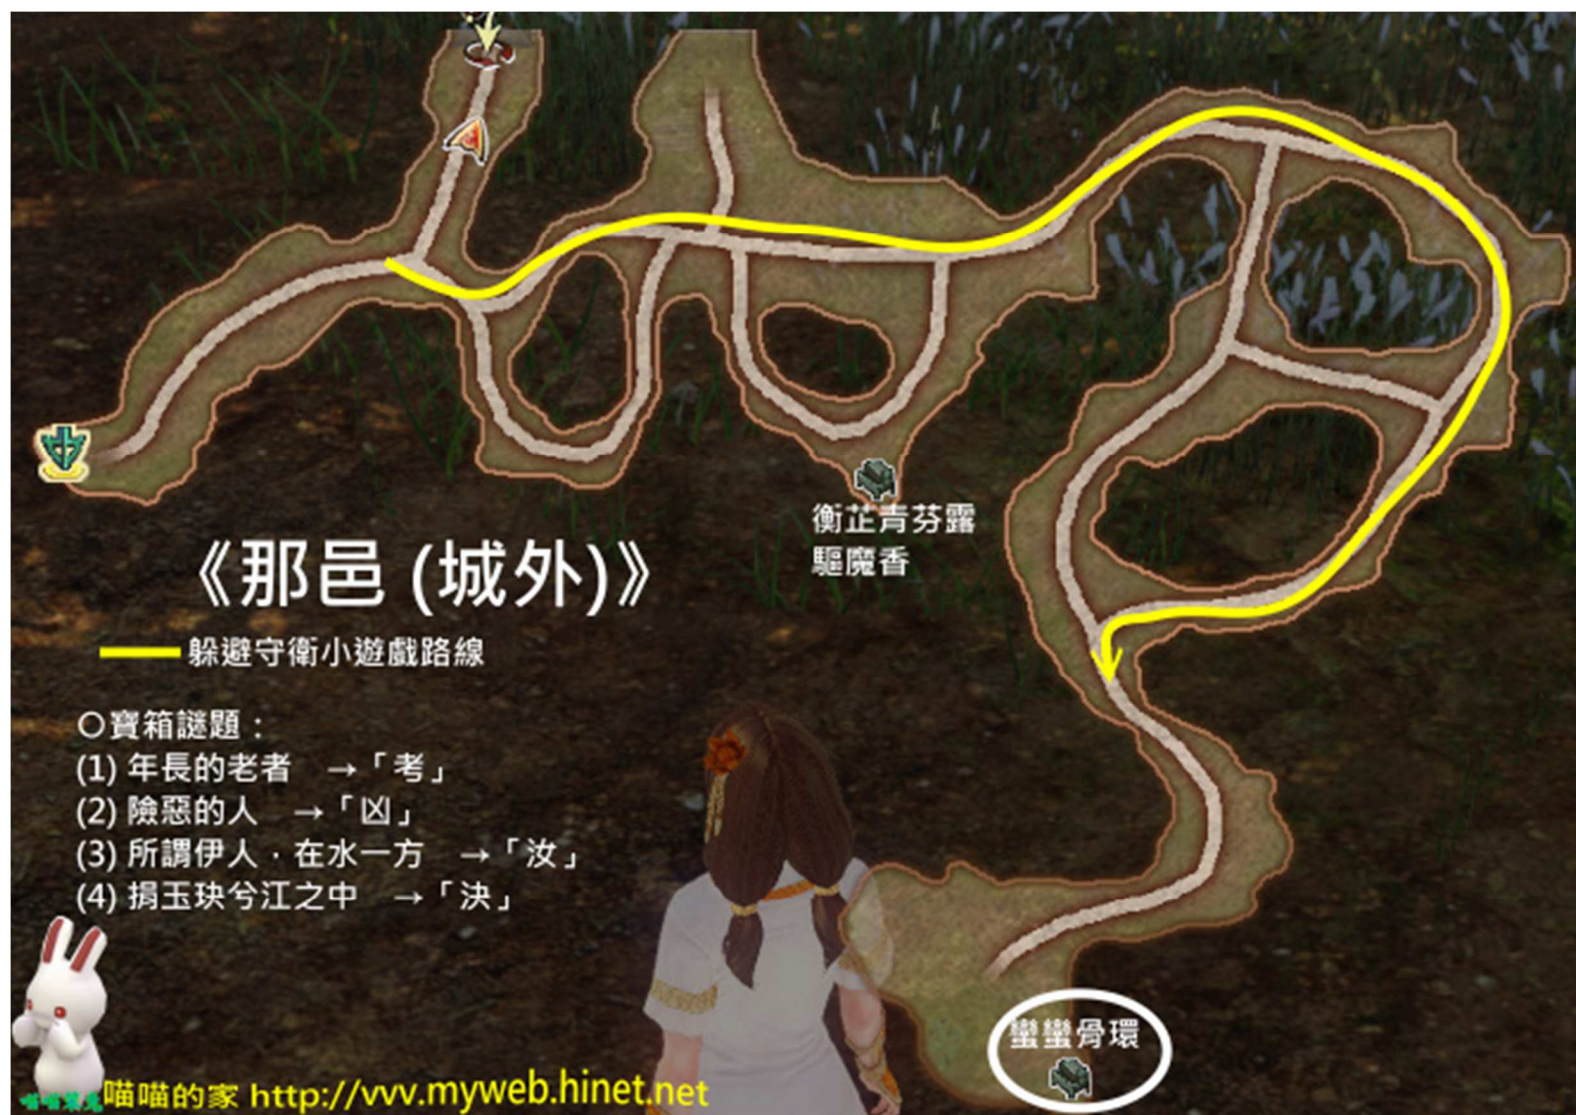 衡芷青芬露
驅魔香
《那邑 (城外)》
躲避守衛小遊戲路線
○寶箱謎題：
(1) 年長的老者 →「考」
(2) 險惡的人 →「凶」
(3) 所謂伊人．在水一方 →「汝」
(4) 捐玉玦兮江之中 →「決」
蠻蠻骨環
喵喵的家 http://vvv.myweb.hinet.net